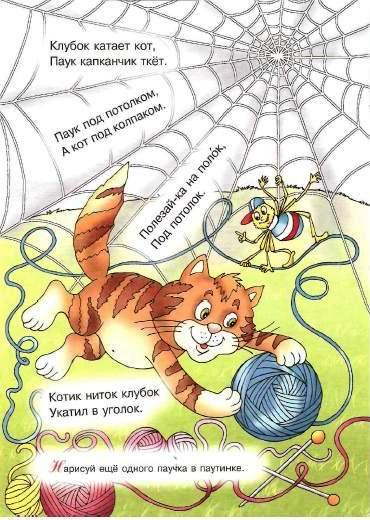 Клубок катает кот,
Паук капканчик ткёт.
Паук под потолком,
А кот под колпаком.
Полезай-ка на поло́к,
Под потолок.
Котик ниток клубок
Укатил в уголок.
Нарисуй ещё одного паучка в паутинке.